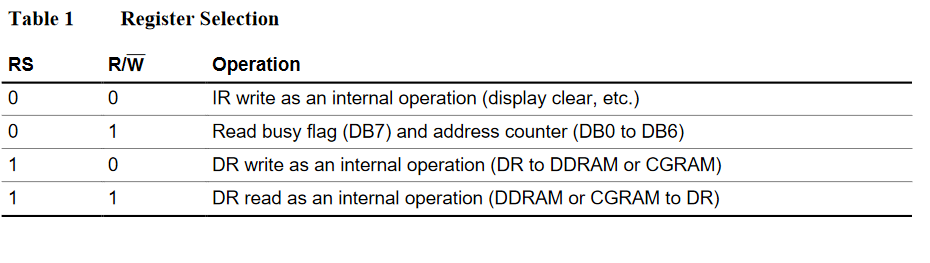 Table 1 Register Selection
RS R/W̅ Operation
0 0 IR write as an internal operation (display clear, etc.)
0 1 Read busy flag (DB7) and address counter (DB0 to DB6)
1 0 DR write as an internal operation (DR to DDRAM or CGRAM)
1 1 DR read as an internal operation (DDRAM or CGRAM to DR)